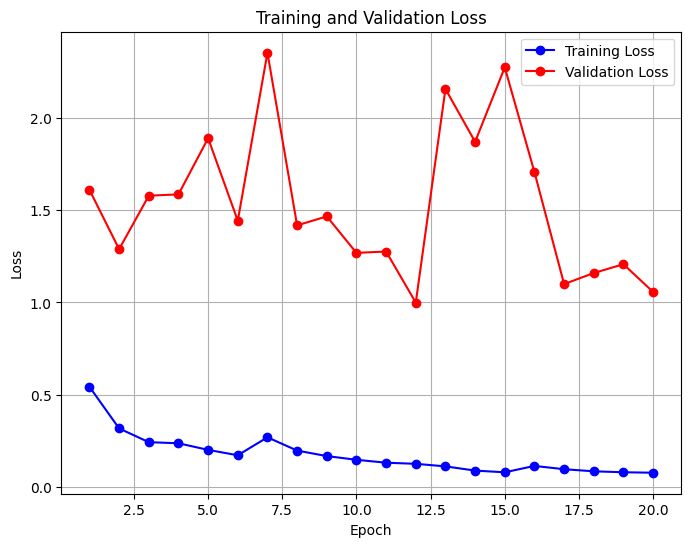 Training and Validation Loss
Training Loss
Validation Loss
Loss
2.0
1.5
1.0
0.5
0.0
2.5 5.0 7.5 10.0 12.5 15.0 17.5 20.0
Epoch